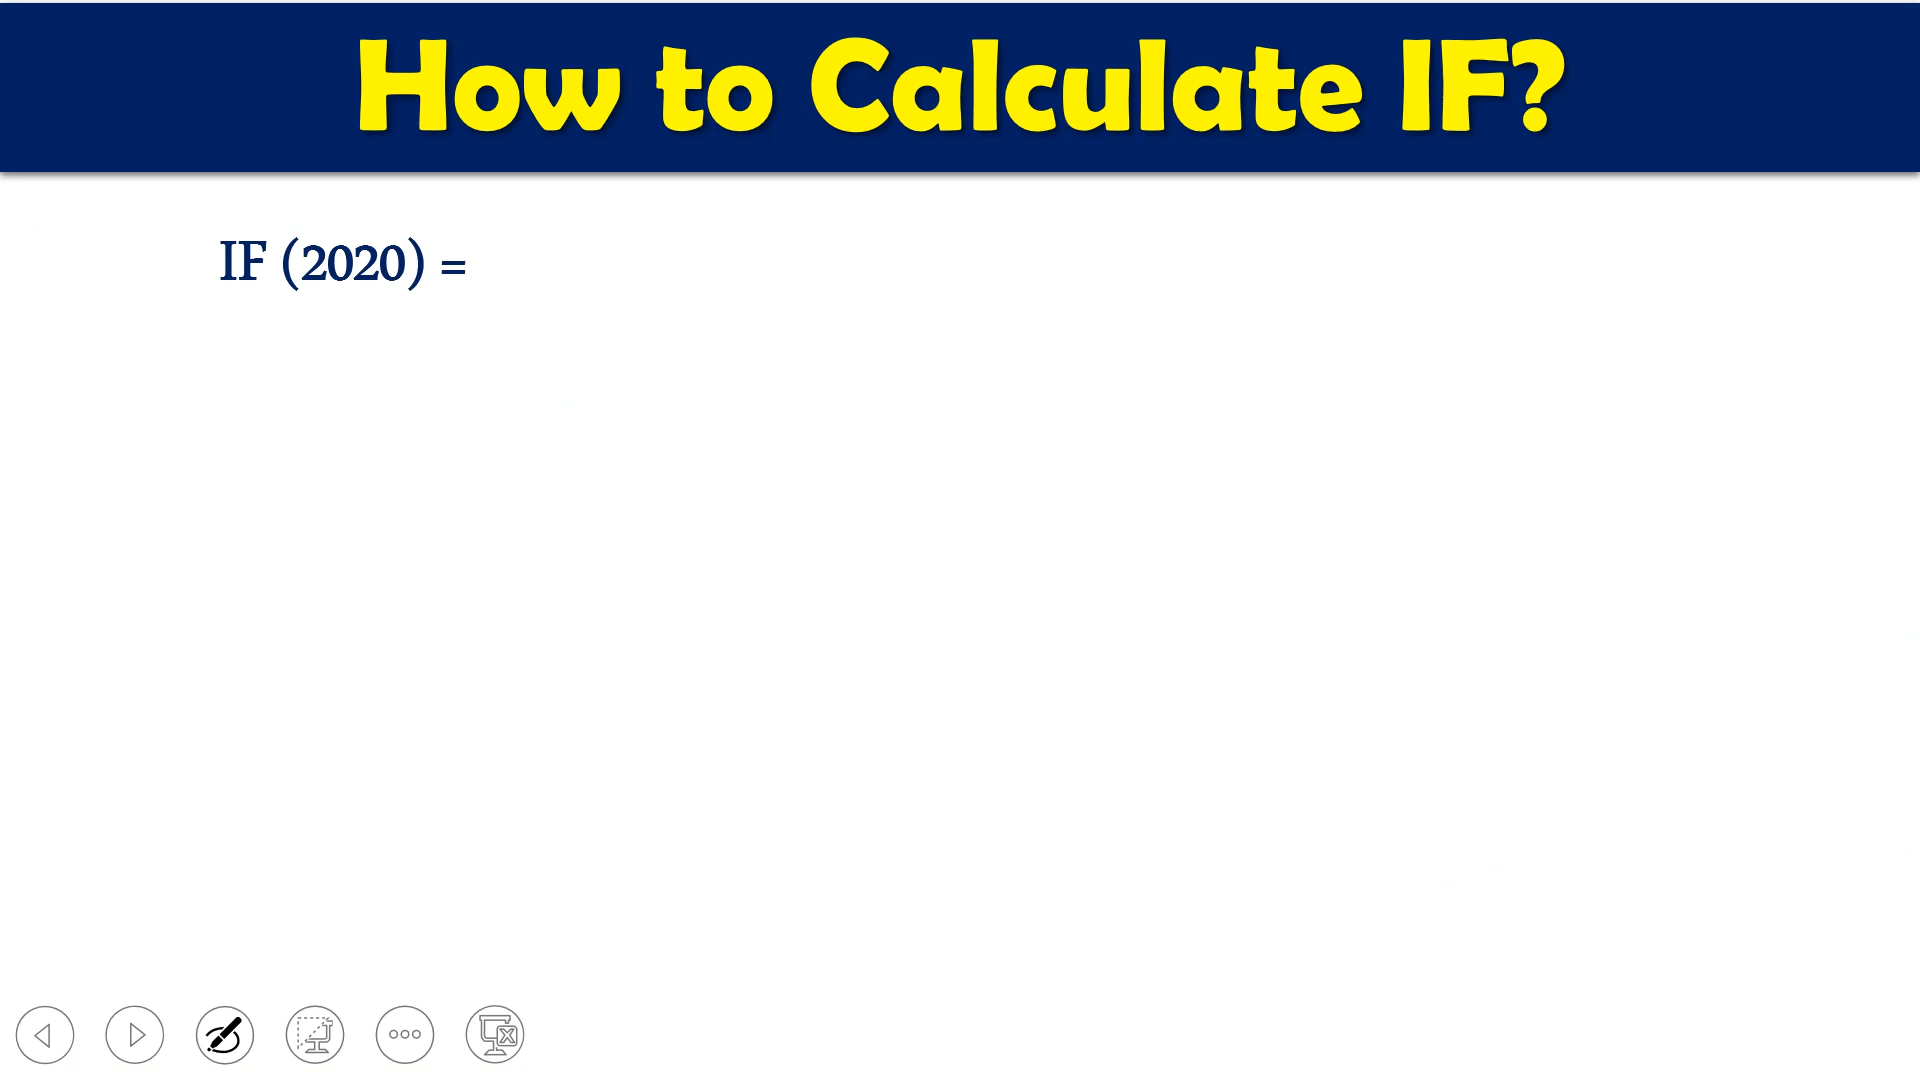 How to Calculate IF?
IF (2020) =